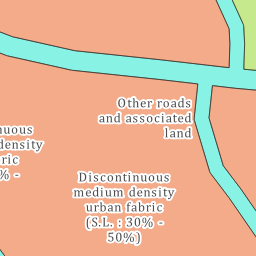 Other roads
and associated
land
nuous
density
ric
% -
Discontinuous
medium density
urban fabric
(S.L. : 30% -
50%)